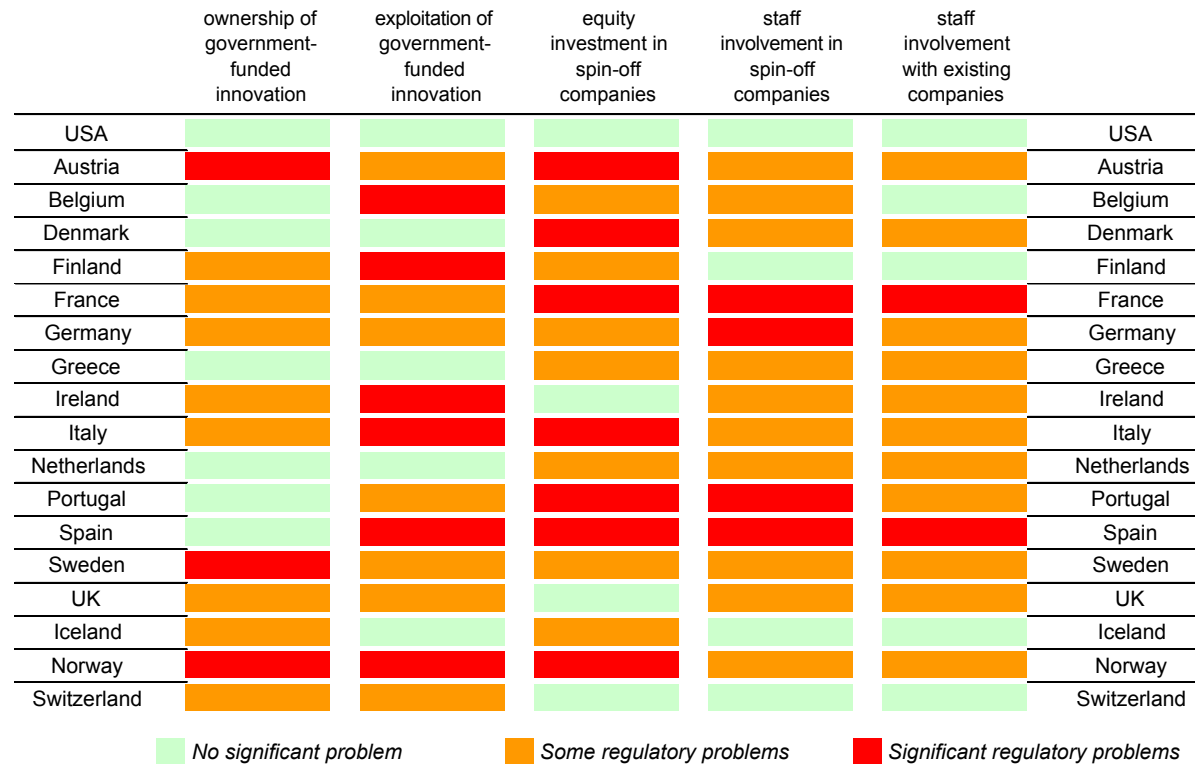 ownership of
government-
funded
innovation
exploitation of
government-
funded
innovation
equity
investment in
spin-off
companies
staff
involvement in
spin-off
companies
staff
involvement
with existing
companies
USA USA
Austria Austria
Belgium Belgium
Denmark Denmark
Finland Finland
France France
Germany Germany
Greece Greece
Ireland Ireland
Italy Italy
Netherlands Netherlands
Portugal Portugal
Spain Spain
Sweden Sweden
UK UK
Iceland Iceland
Norway Norway
Switzerland Switzerland
No significant problem Some regulatory problems Significant regulatory problems